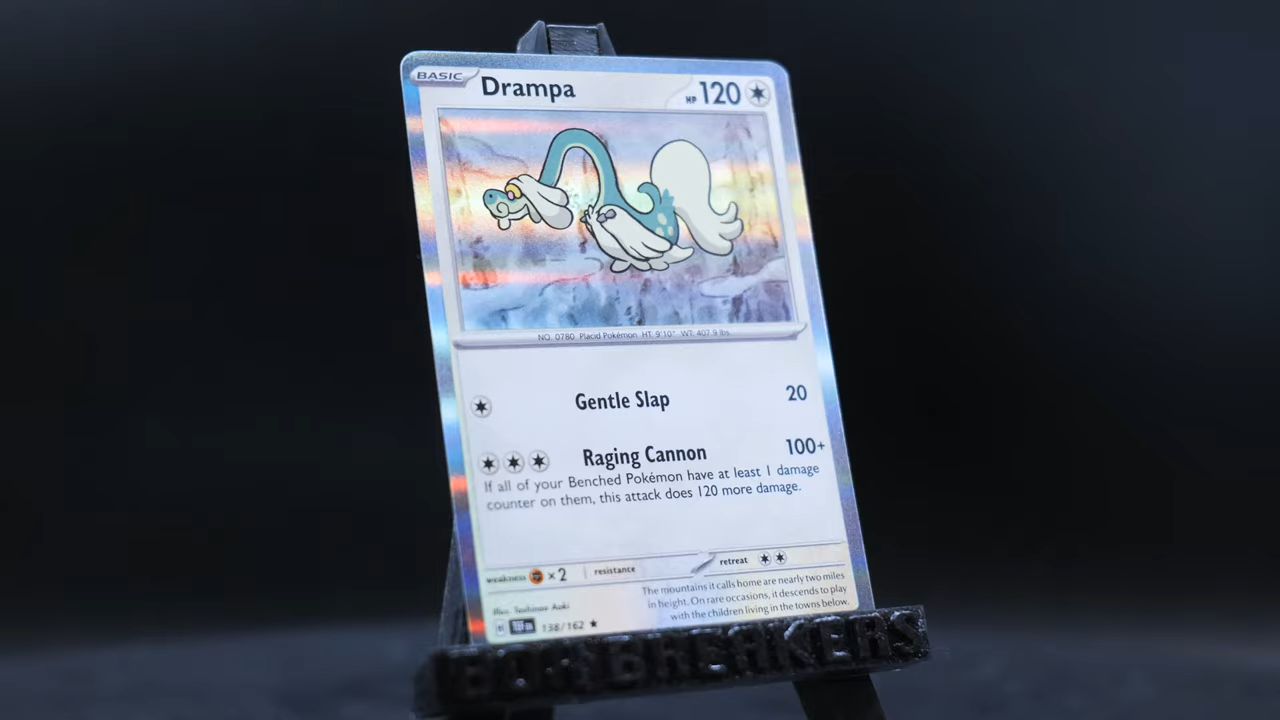 BASIC Drampa HP 120
NO. 0780 Placid Pokémon HT. 9'10" WT. 407.9 lbs.
Gentle Slap 20
Raging Cannon 100+
If all of your Benched Pokémon have at least 1 damage
counter on them, this attack does 120 more damage.
weakness ×2 resistance retreat
The mountains it calls home are nearly two miles
in height. On rare occasions, it descends to play
with the children living in the towns below.
Illus. Toshinao Aoki
TEF EN 138/162
BREAKERS